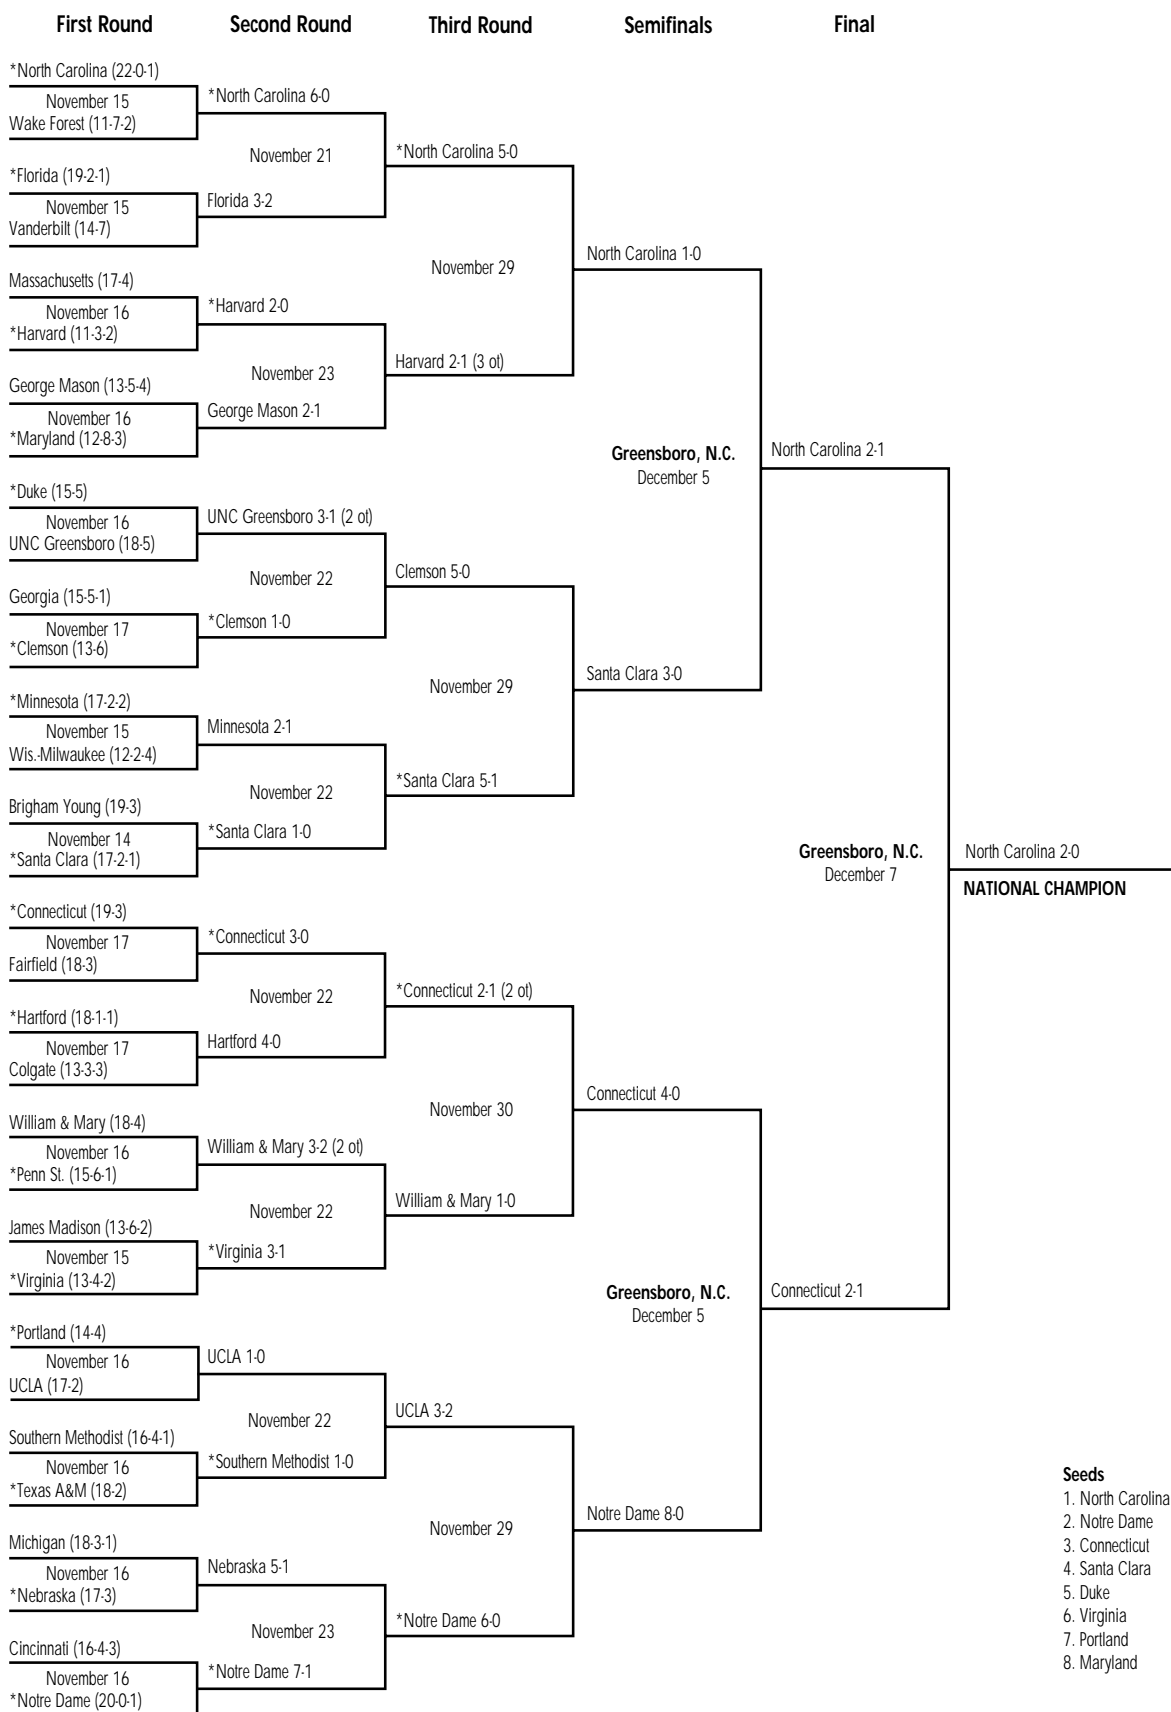 First Round Second Round Third Round Semifinals Final
*North Carolina (22-0-1)
November 15
Wake Forest (11-7-2)
*North Carolina 6-0
November 21
*Florida (19-2-1)
November 15
Vanderbilt (14-7)
Florida 3-2
*North Carolina 5-0
November 29
Massachusetts (17-4)
November 16
*Harvard (11-3-2)
*Harvard 2-0
November 23
George Mason (13-5-4)
November 16
*Maryland (12-8-3)
George Mason 2-1
Harvard 2-1 (3 ot)
North Carolina 1-0
Greensboro, N.C.
December 5
North Carolina 2-1
*Duke (15-5)
November 16
UNC Greensboro (18-5)
UNC Greensboro 3-1 (2 ot)
November 22
Georgia (15-5-1)
November 17
*Clemson (13-6)
*Clemson 1-0
Clemson 5-0
November 29
*Minnesota (17-2-2)
November 15
Wis.-Milwaukee (12-2-4)
Minnesota 2-1
November 22
Brigham Young (19-3)
November 14
*Santa Clara (17-2-1)
*Santa Clara 1-0
*Santa Clara 5-1
Santa Clara 3-0
Greensboro, N.C.
December 7
North Carolina 2-0
NATIONAL CHAMPION
*Connecticut (19-3)
November 17
Fairfield (18-3)
*Connecticut 3-0
November 22
*Hartford (18-1-1)
November 17
Colgate (13-3-3)
Hartford 4-0
*Connecticut 2-1 (2 ot)
November 30
William & Mary (18-4)
November 16
*Penn St. (15-6-1)
William & Mary 3-2 (2 ot)
November 22
James Madison (13-6-2)
November 15
*Virginia (13-4-2)
*Virginia 3-1
William & Mary 1-0
Connecticut 4-0
Greensboro, N.C.
December 5
Connecticut 2-1
*Portland (14-4)
November 16
UCLA (17-2)
UCLA 1-0
November 22
Southern Methodist (16-4-1)
November 16
*Texas A&M (18-2)
*Southern Methodist 1-0
UCLA 3-2
November 29
Michigan (18-3-1)
November 16
*Nebraska (17-3)
Nebraska 5-1
November 23
Cincinnati (16-4-3)
November 16
*Notre Dame (20-0-1)
*Notre Dame 7-1
*Notre Dame 6-0
Notre Dame 8-0
Seeds
1. North Carolina
2. Notre Dame
3. Connecticut
4. Santa Clara
5. Duke
6. Virginia
7. Portland
8. Maryland